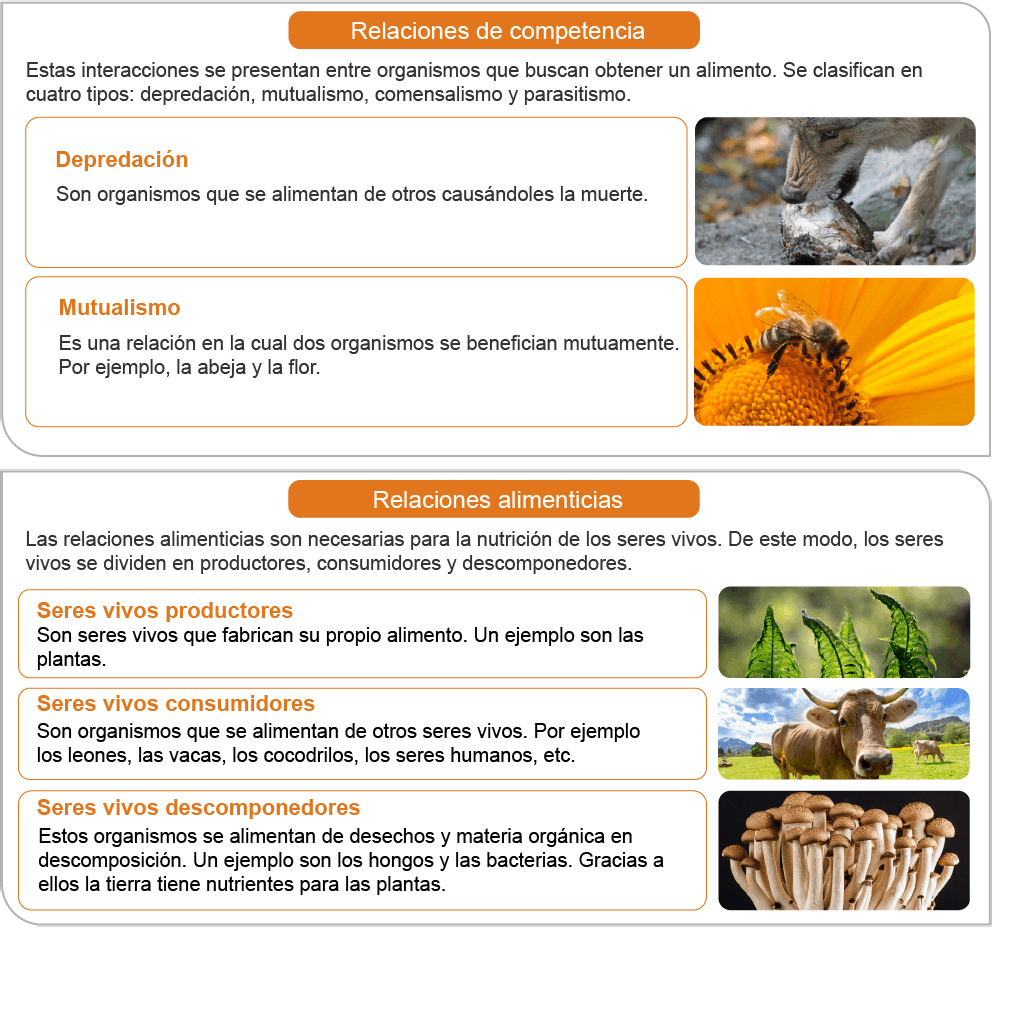 Relaciones de competencia
Estas interacciones se presentan entre organismos que buscan obtener un alimento. Se clasifican en
cuatro tipos: depredación, mutualismo, comensalismo y parasitismo.
Depredación
Son organismos que se alimentan de otros causándoles la muerte.
Mutualismo
Es una relación en la cual dos organismos se benefician mutuamente.
Por ejemplo, la abeja y la flor.
Relaciones alimenticias
Las relaciones alimenticias son necesarias para la nutrición de los seres vivos. De este modo, los seres
vivos se dividen en productores, consumidores y descomponedores.
Seres vivos productores
Son seres vivos que fabrican su propio alimento. Un ejemplo son las
plantas.
Seres vivos consumidores
Son organismos que se alimentan de otros seres vivos. Por ejemplo
los leones, las vacas, los cocodrilos, los seres humanos, etc.
Seres vivos descomponedores
Estos organismos se alimentan de desechos y materia orgánica en
descomposición. Un ejemplo son los hongos y las bacterias. Gracias a
ellos la tierra tiene nutrientes para las plantas.